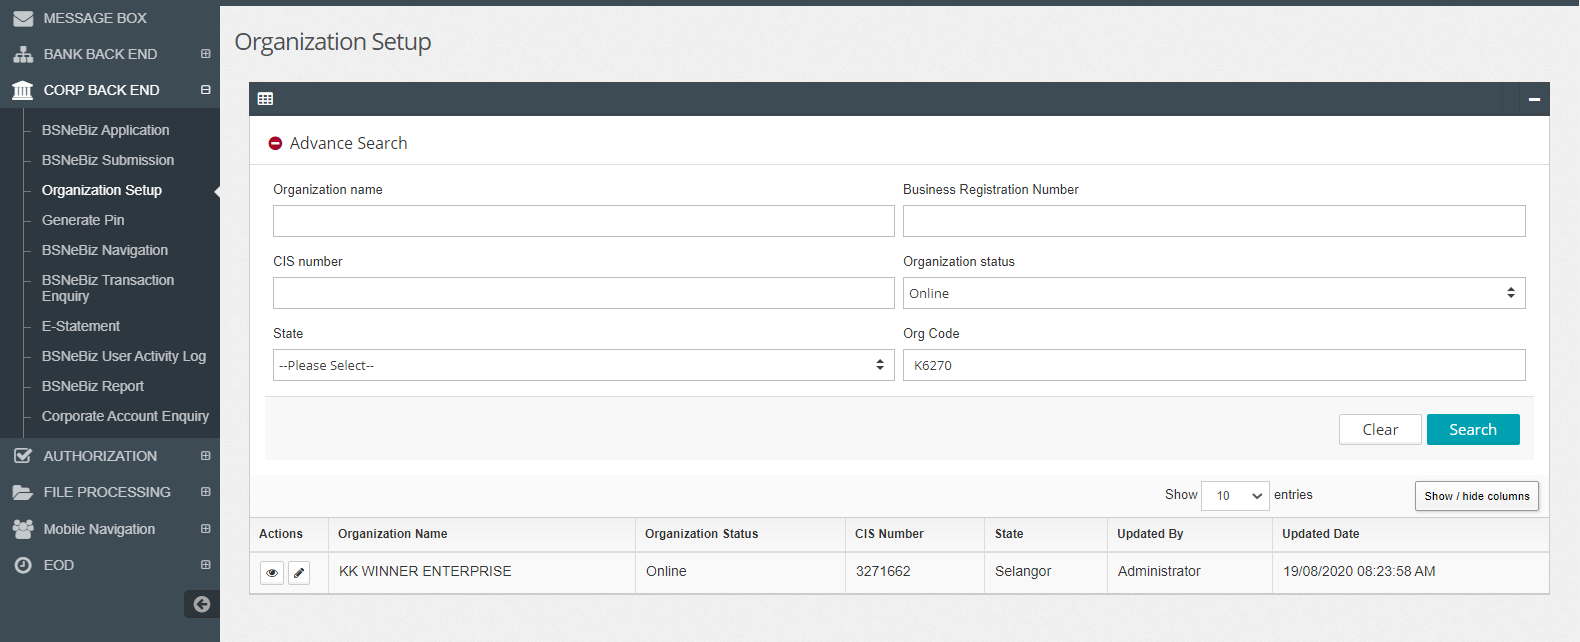 MESSAGE BOX
BANK BACK END
CORP BACK END
BSNeBiz Application
BSNeBiz Submission
Organization Setup
Generate Pin
BSNeBiz Navigation
BSNeBiz Transaction
Enquiry
E-Statement
BSNeBiz User Activity Log
BSNeBiz Report
Corporate Account Enquiry
AUTHORIZATION
FILE PROCESSING
Mobile Navigation
EOD
Organization Setup
Advance Search
Organization name
Business Registration Number
CIS number
Organization status
Online
State
Org Code
--Please Select--
K6270
Clear
Search
Show 10 entries
Show / hide columns
Actions Organization Name Organization Status CIS Number State Updated By Updated Date
KK WINNER ENTERPRISE Online 3271662 Selangor Administrator 19/08/2020 08:23:58 AM